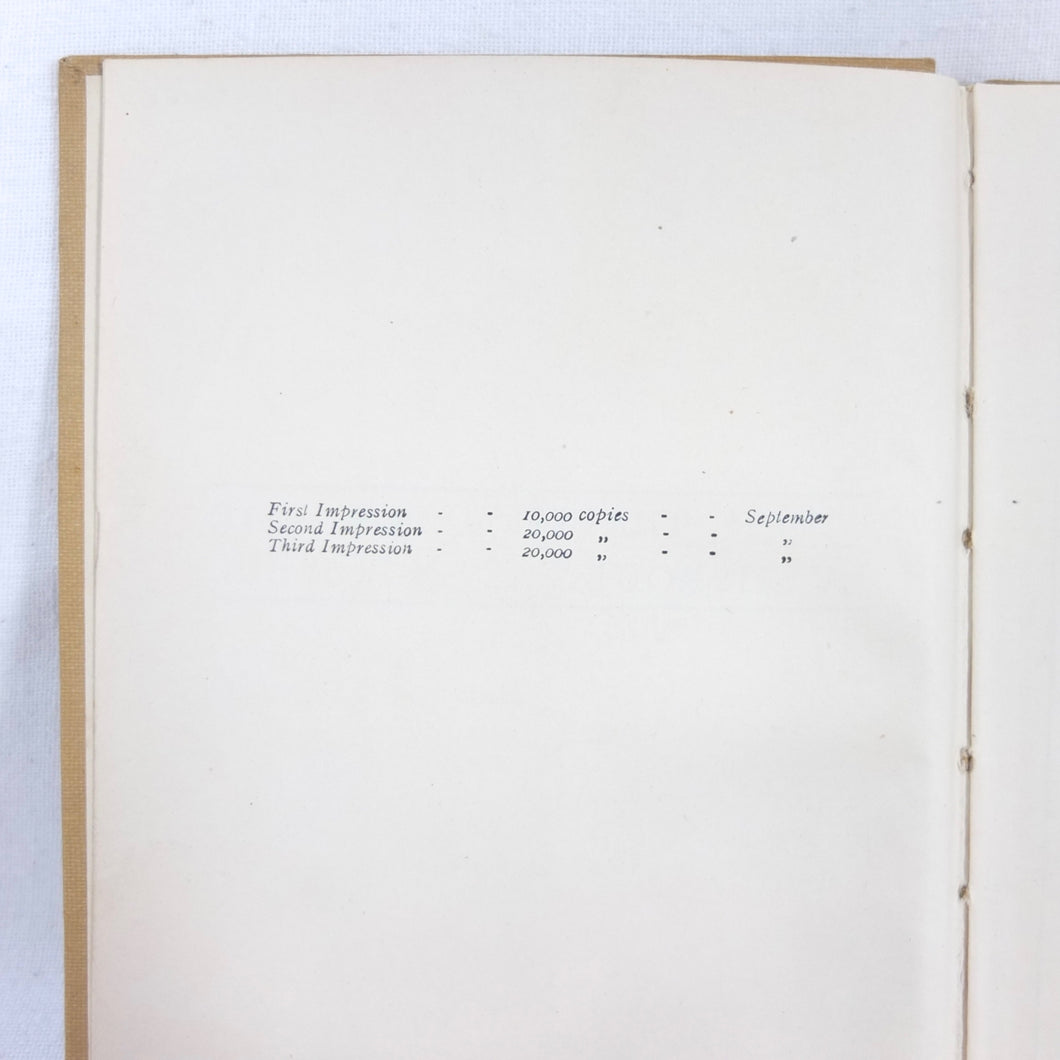 First Impression - - 10,000 copies - - September
Second Impression - - 20,000 „ - - „
Third Impression - - 20,000 „ - - „